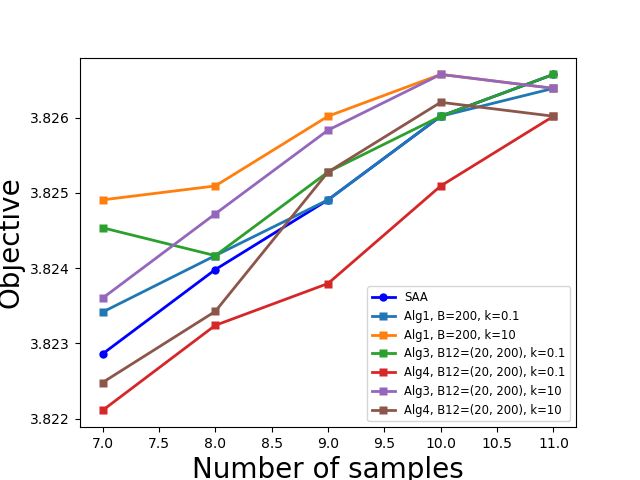 3.826
3.825
3.824
3.823
3.822
Objective
7.0 7.5 8.0 8.5 9.0 9.5 10.0 10.5 11.0
Number of samples
SAA
Alg1, B=200, k=0.1
Alg1, B=200, k=10
Alg3, B12=(20, 200), k=0.1
Alg4, B12=(20, 200), k=0.1
Alg3, B12=(20, 200), k=10
Alg4, B12=(20, 200), k=10